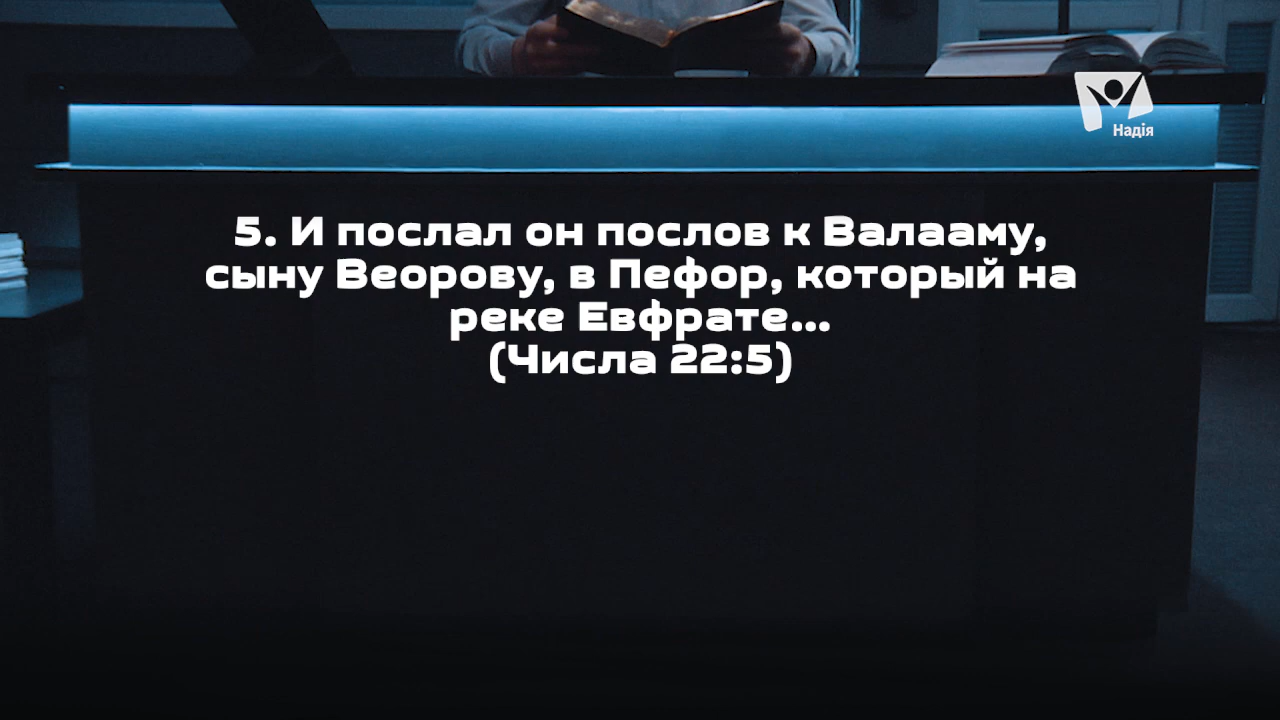 Надія
5. И послал он послов к Валааму,
сыну Веорову, в Пефор, который на
реке Евфрате...
(Числа 22:5)